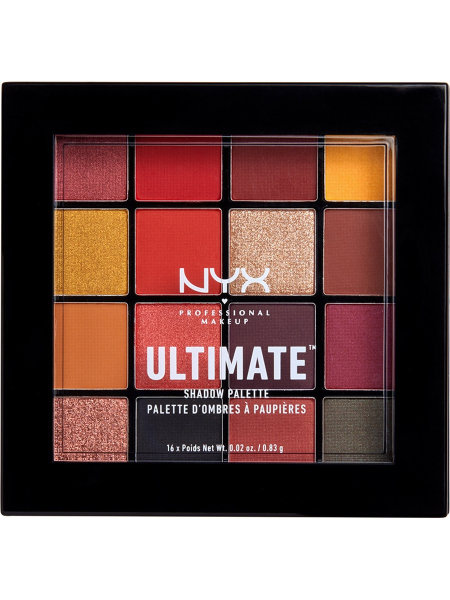 NYX
PROFESSIONAL
MAKEUP
ULTIMATE™
SHADOW PALETTE
PALETTE D'OMBRES À PAUPIÈRES
16 x Poids Net Wt. 0.02 oz. / 0.83 g